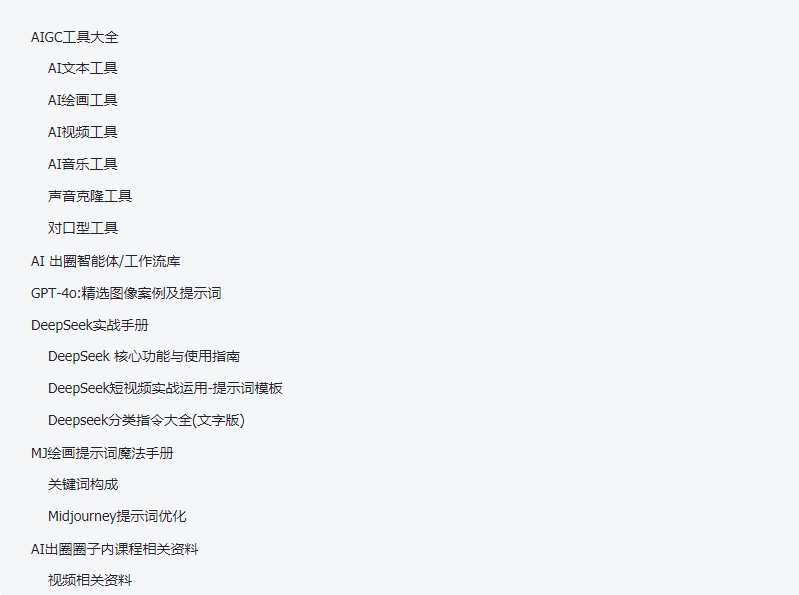 AIGC工具大全
AI文本工具
AI绘画工具
AI视频工具
AI音乐工具
声音克隆工具
对口型工具
AI 出圈智能体/工作流库
GPT-4o:精选图像案例及提示词
DeepSeek实战手册
DeepSeek 核心功能与使用指南
DeepSeek短视频实战运用-提示词模板
Deepseek分类指令大全(文字版)
MJ绘画提示词魔法手册
关键词构成
Midjourney提示词优化
AI出圈圈子内课程相关资料
视频相关资料